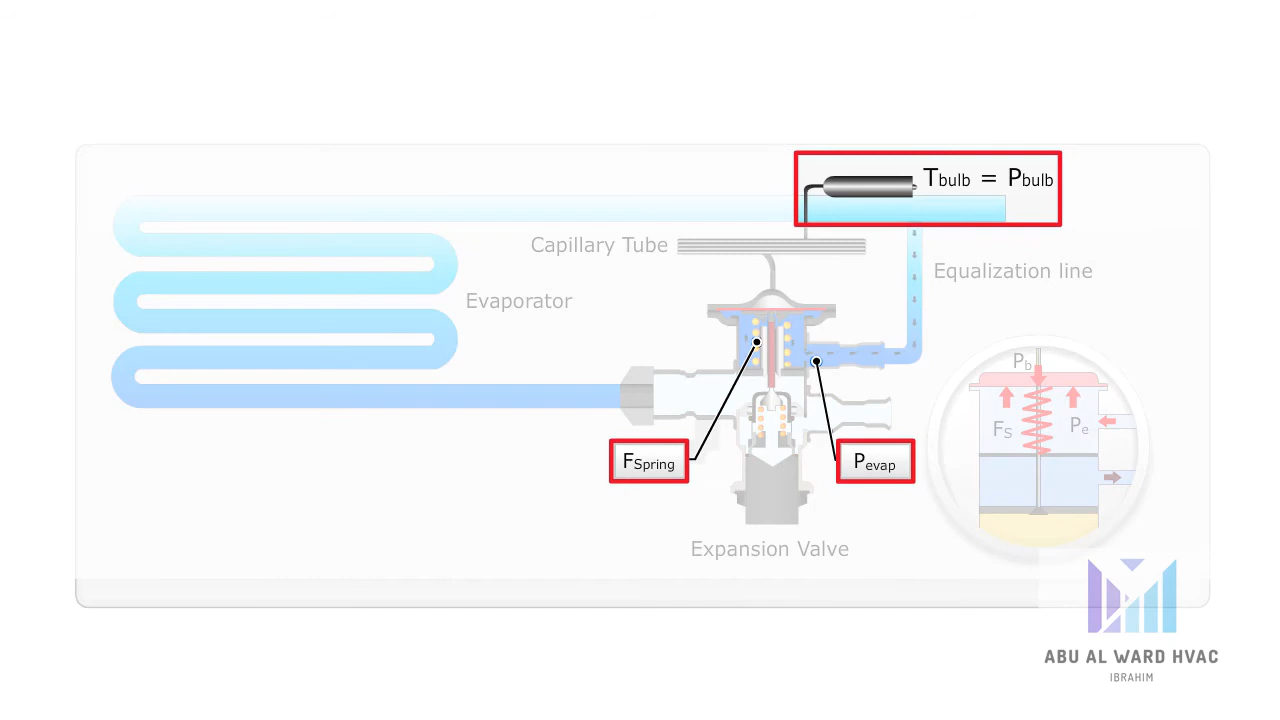 Tbulb = Pbulb
Capillary Tube
Equalization line
Evaporator
Pb
FS
Pe
FSpring
Pevap
Expansion Valve
ABU AL WARD HVAC
IBRAHIM